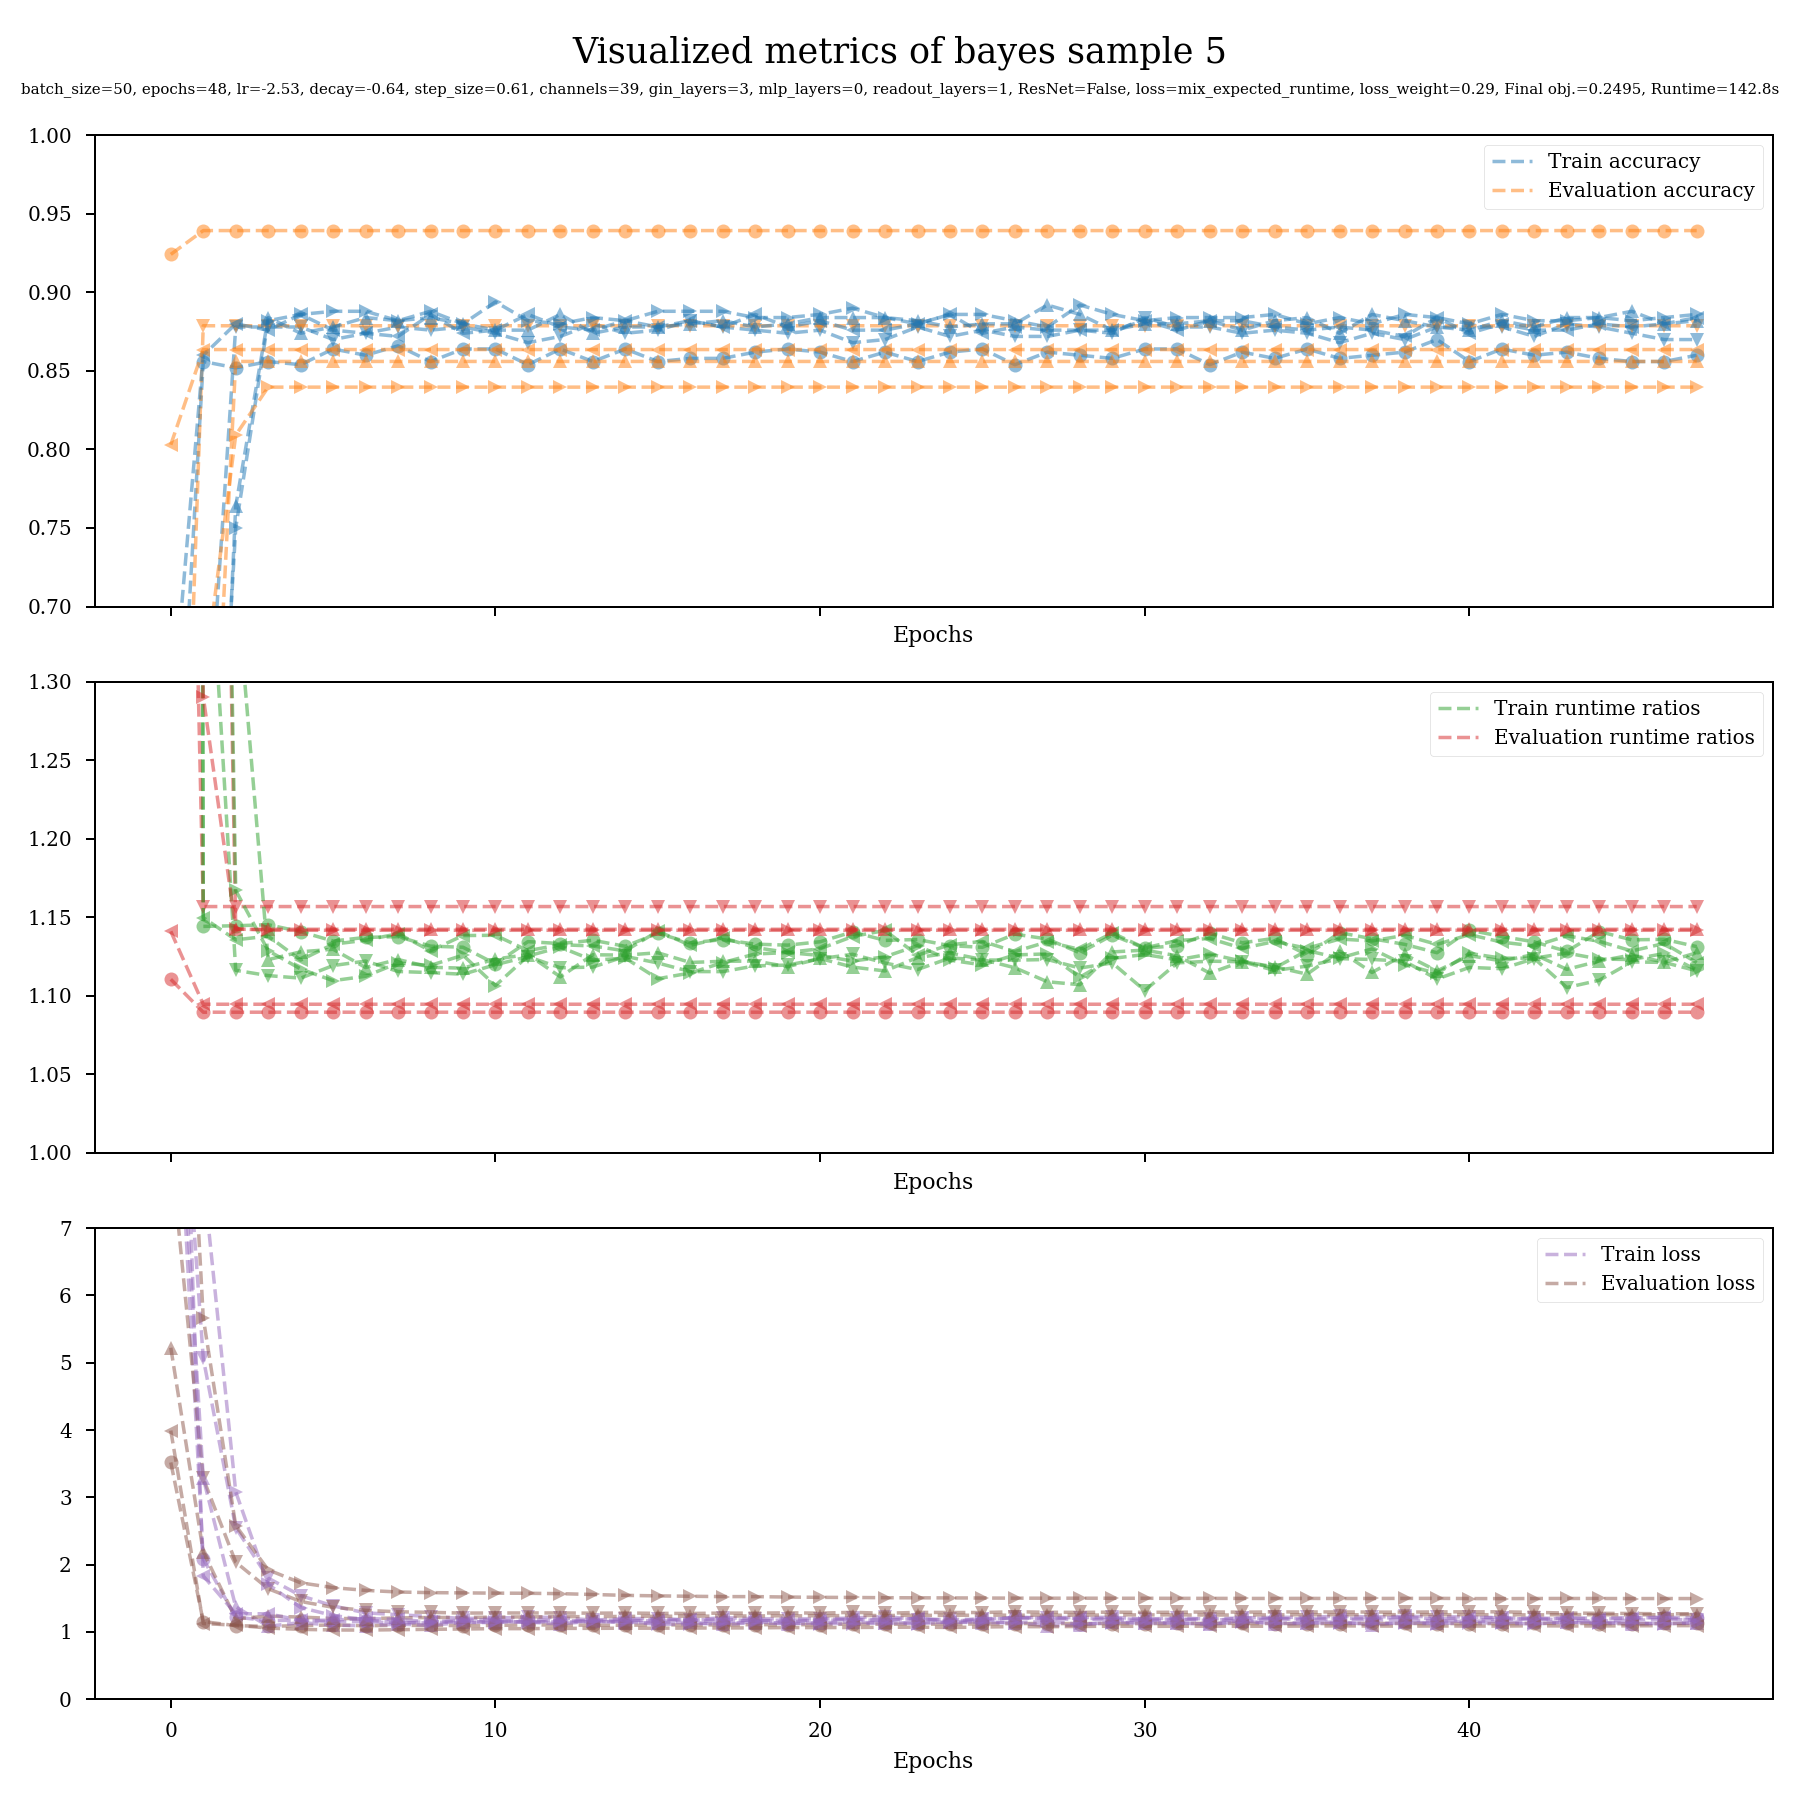 Visualized metrics of bayes sample 5
batch_size=50, epochs=48, lr=-2.53, decay=-0.64, step_size=0.61, channels=39, gin_layers=3, mlp_layers=0, readout_layers=1, ResNet=False, loss=mix_expected_runtime, loss_weight=0.29, Final obj.=0.2495, Runtime=142.8s
1.00
0.95
0.90
0.85
0.80
0.75
0.70
Train accuracy
Evaluation accuracy
Epochs
1.30
1.25
1.20
1.15
1.10
1.05
1.00
Train runtime ratios
Evaluation runtime ratios
Epochs
7
6
5
4
3
2
1
0
Train loss
Evaluation loss
0 10 20 30 40
Epochs